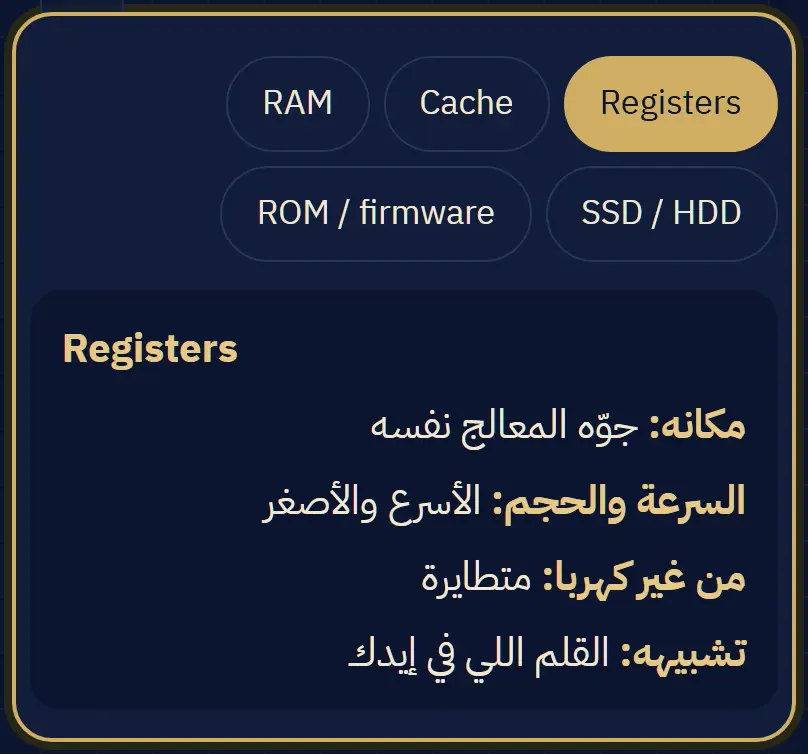 Registers
Cache
RAM
SSD / HDD
ROM / firmware
Registers
مكانه: جوّه المعالج نفسه
السرعة والحجم: الأسرع والأصغر
من غير كهربا: متطايرة
تشبيهه: القلم اللي في إيدك